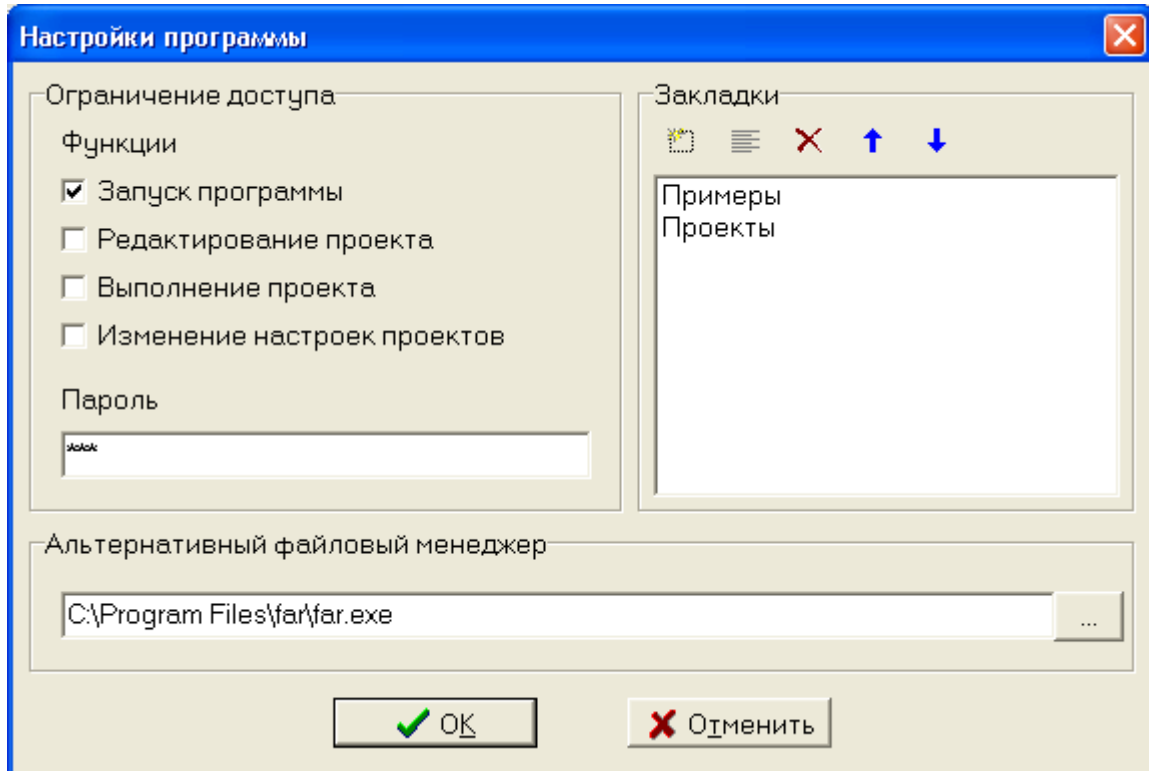 Настройки программы
Ограничение доступа
Функции
Запуск программы
Редактирование проекта
Выполнение проекта
Изменение настроек проектов
Пароль
****
Закладки
Примеры
Проекты
Альтернативный файловый менеджер
C:\Program Files\far\far.exe
...
OK
Отменить